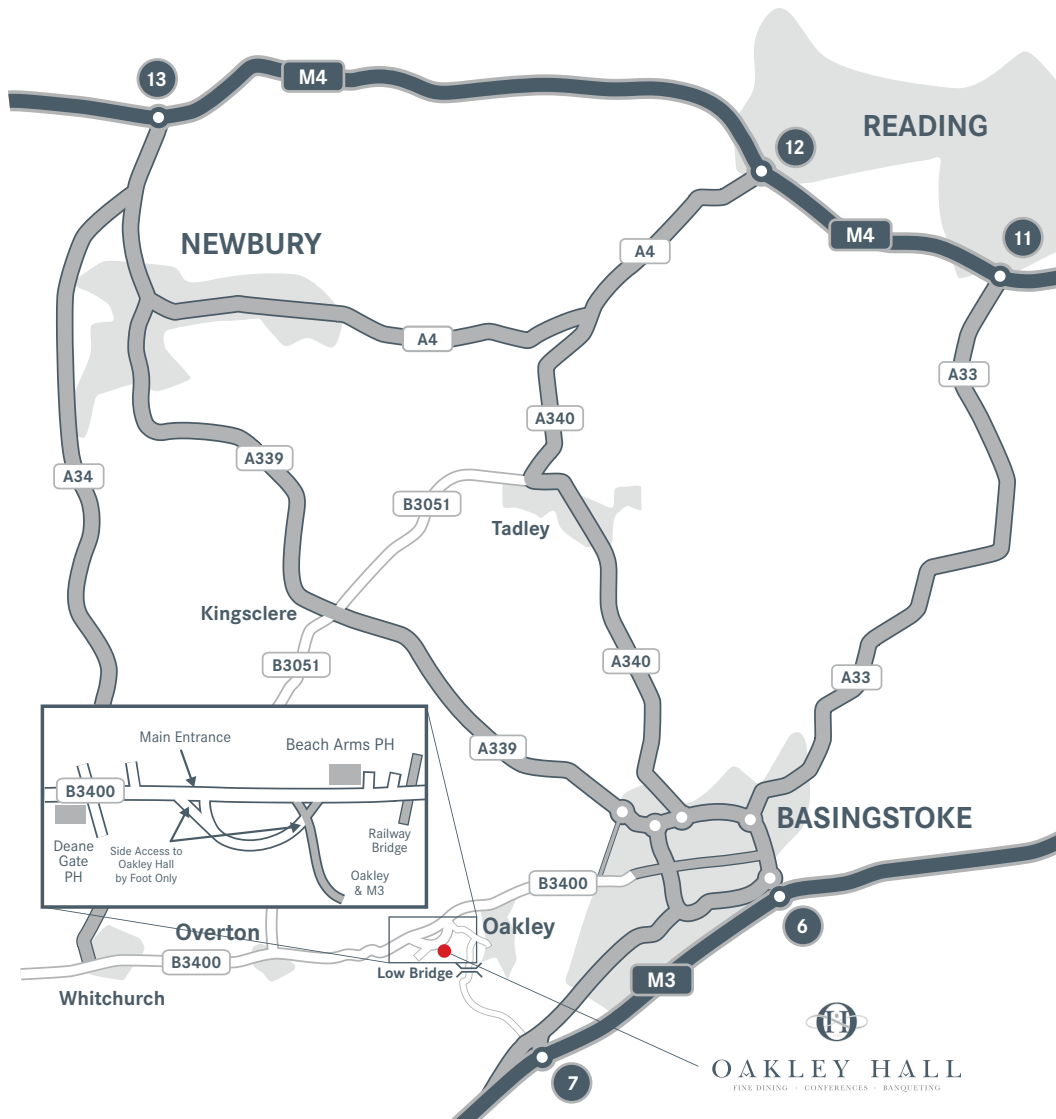 13
M4
READING
12
NEWBURY
M4
11
A4
A4
A33
A340
A339
A34
B3051
Tadley
Kingsclere
B3051
A340
A33
Main Entrance
Beach Arms PH
A339
B3400
BASINGSTOKE
Deane
Gate
PH
Side Access to
Oakley Hall
by Foot Only
Railway
Bridge
Oakley
& M3
B3400
Overton
Oakley
6
B3400
Low Bridge
M3
Whitchurch
H
OAKLEY HALL
FINE DINING · CONFERENCES · BANQUETING
7